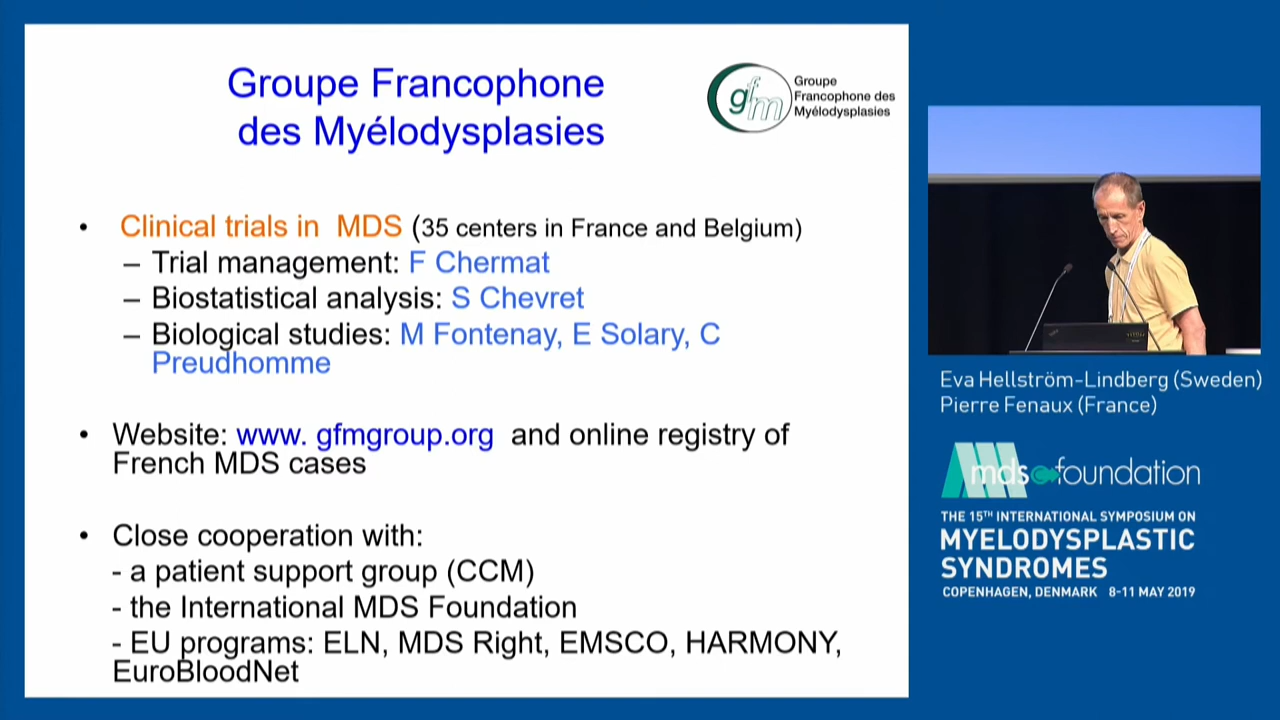 Groupe Francophone
des Myélodysplasies
gfm
Groupe
Francophone des
Myélodysplasies
• Clinical trials in MDS (35 centers in France and Belgium)
– Trial management: F Chermat
– Biostatistical analysis: S Chevret
– Biological studies: M Fontenay, E Solary, C
Preudhomme
• Website: www. gfmgroup.org and online registry of
French MDS cases
• Close cooperation with:
- a patient support group (CCM)
- the International MDS Foundation
- EU programs: ELN, MDS Right, EMSCO, HARMONY,
EuroBloodNet
Eva Hellström-Lindberg (Sweden)
Pierre Fenaux (France)
mds foundation
THE 15TH INTERNATIONAL SYMPOSIUM ON
MYELODYSPLASTIC
SYNDROMES
COPENHAGEN, DENMARK 8-11 MAY 2019